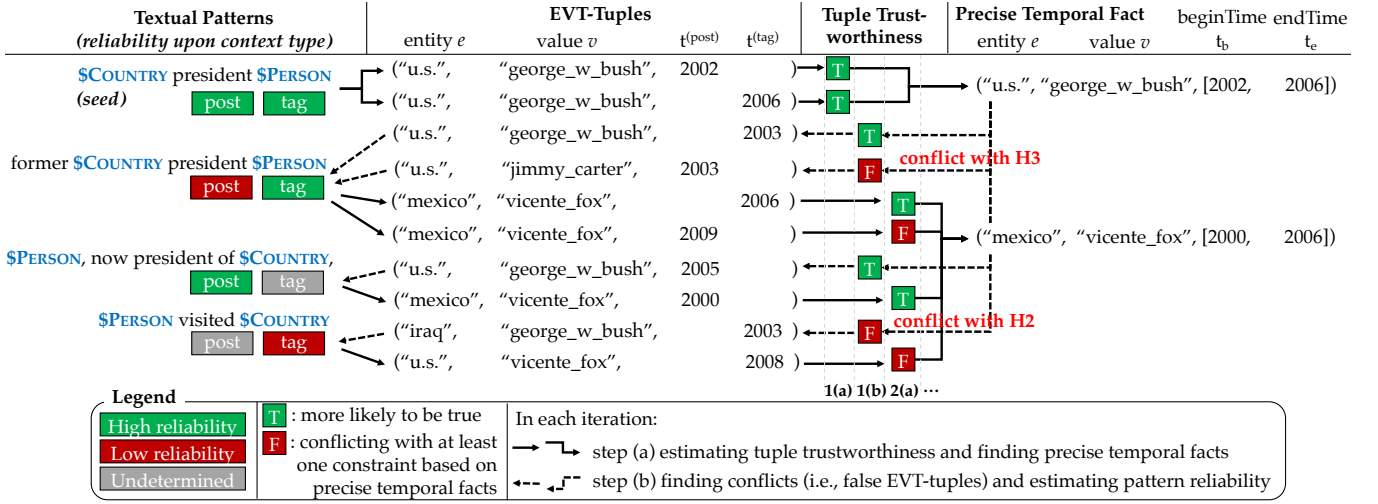 Textual Patterns EVT-Tuples Tuple Trust- Precise Temporal Fact beginTime endTime
(reliability upon context type) entity e value v t(post) t(tag) worthiness entity e value v t_b t_e
$COUNTRY president $PERSON (“u.s.”, “george_w_bush”, 2002 ) T
(seed) (“u.s.”, “george_w_bush”, [2002, 2006])
post tag (“u.s.”, “george_w_bush”, 2006 ) T
(“u.s.”, “george_w_bush”, 2003 ) T
former $COUNTRY president $PERSON (“u.s.”, “jimmy_carter”, 2003 ) F conflict with H3
post tag (“mexico”, “vicente_fox”, 2006 ) T
(“mexico”, “vicente_fox”, 2009 ) F (“mexico” “vicente_fox”, [2000, 2006])
$PERSON, now president of $COUNTRY, (“u.s.”, “george_w_bush”, 2005 ) T
post tag (“mexico”, “vicente_fox”, 2000 ) T
$PERSON visited $COUNTRY (“iraq”, “george_w_bush”, 2003 ) F conflict with H2
post tag (“u.s.”, “vicente_fox”, 2008 ) F
1(a) 1(b) 2(a) ...
Legend
High reliability
Low reliability
Undetermined
T : more likely to be true
F : conflicting with at least
one constraint based on
precise temporal facts
In each iteration:
step (a) estimating tuple trustworthiness and finding precise temporal facts
step (b) finding conflicts (i.e., false EVT-tuples) and estimating pattern reliability